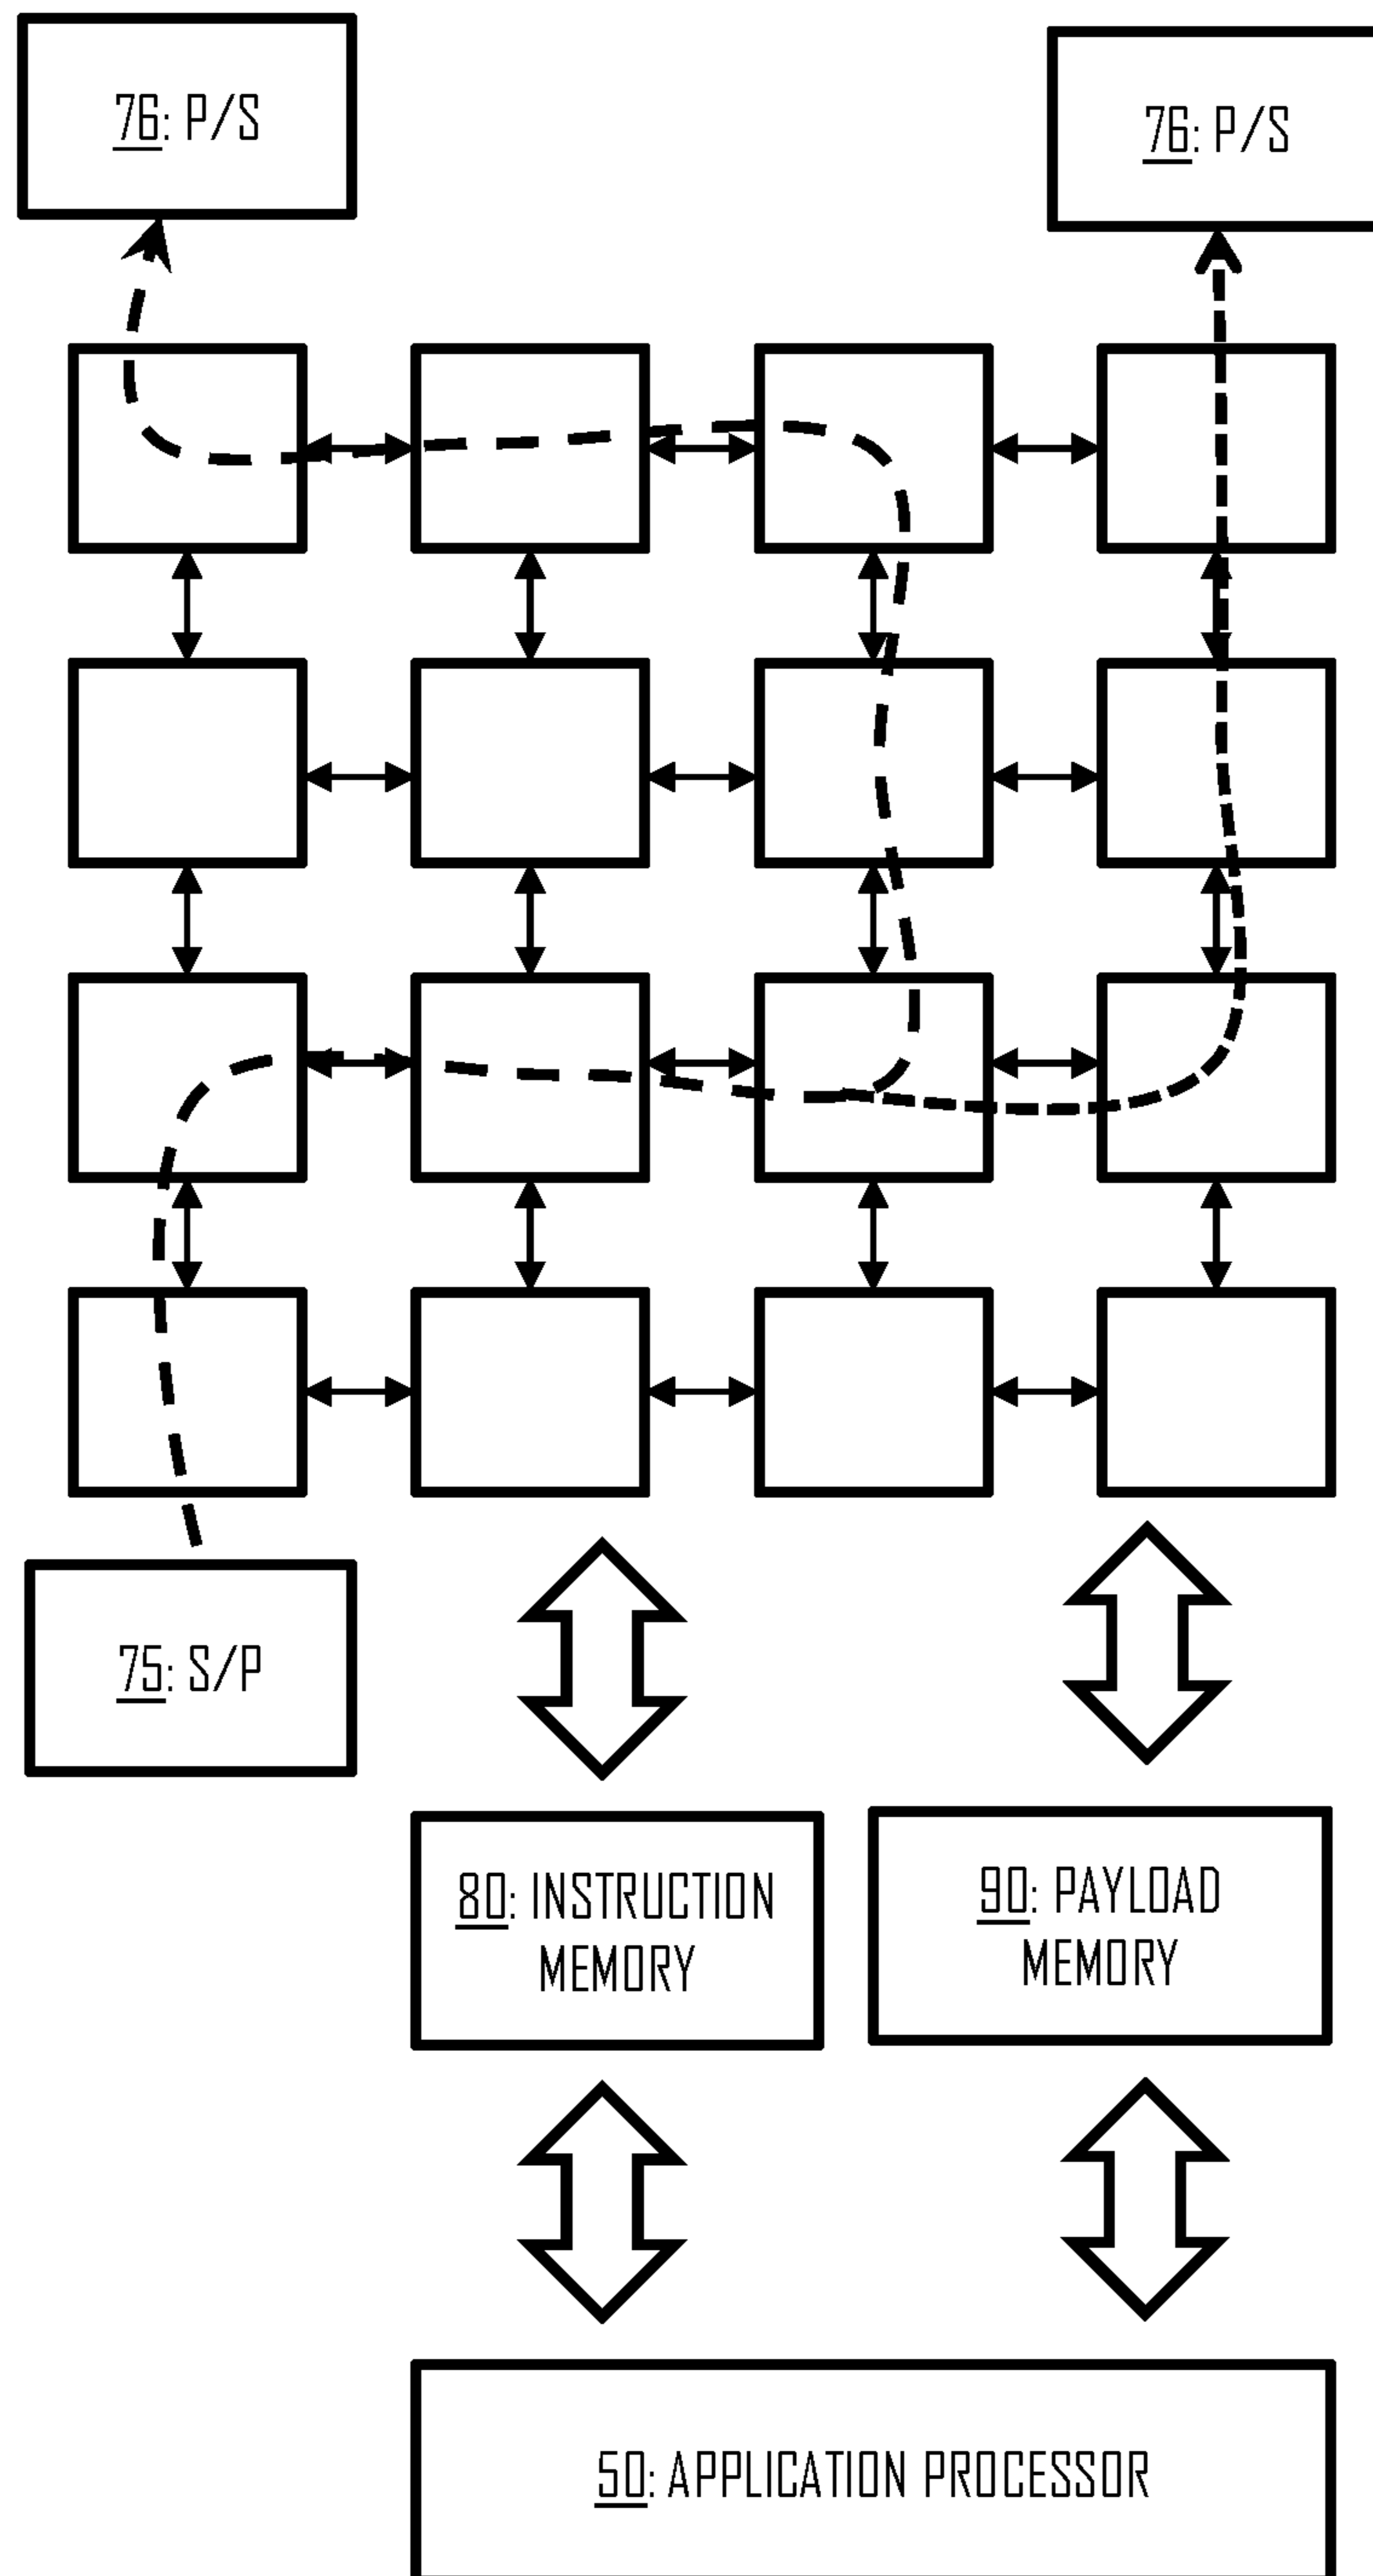 76: P/S
76: P/S
75: S/P
80: INSTRUCTION
MEMORY
90: PAYLOAD
MEMORY
50: APPLICATION PROCESSOR